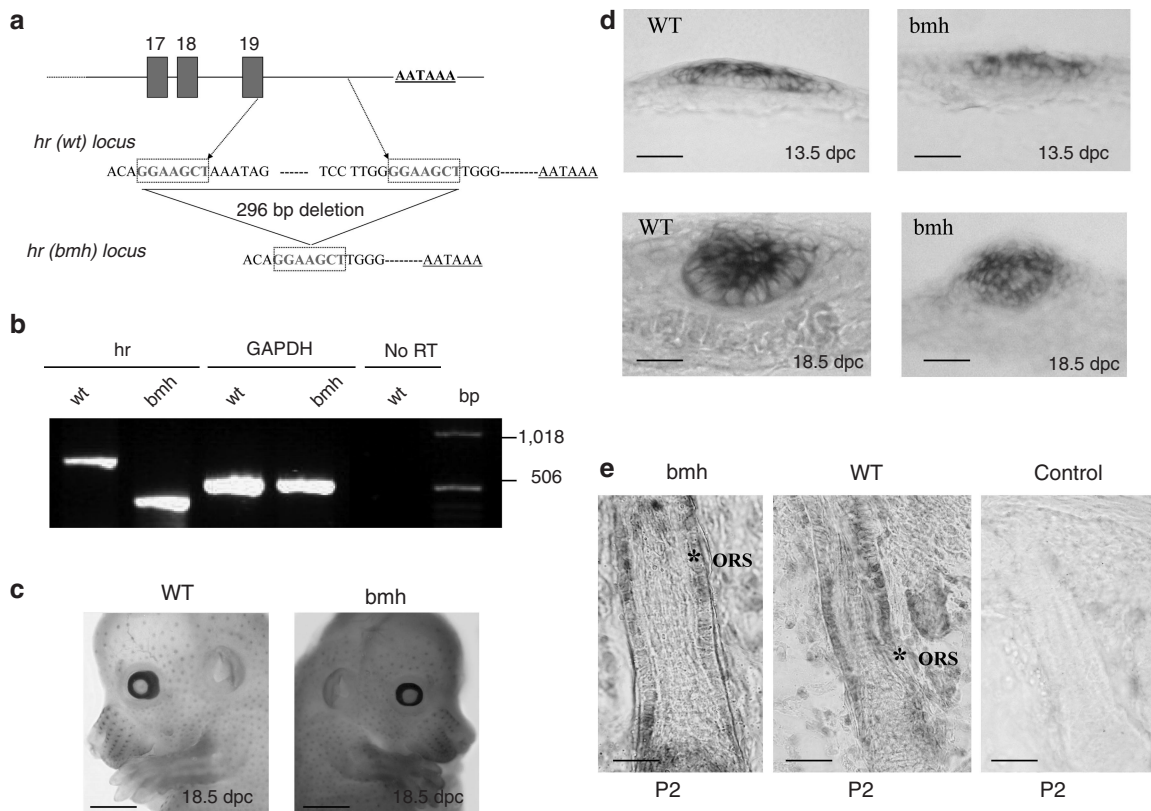 a
17 18 19
AATAAA
hr (wt) locus
ACAGGAAGCTAAATAG ------ TCC TTGGGGAAGCTTGGG-------AATAAA
296 bp deletion
hr (bmh) locus
ACAGGAAGCTTGGG--------AATAAA
b
hr GAPDH No RT
wt bmh wt bmh wt bp
1,018
506
c
WT bmh
18.5 dpc 18.5 dpc
d
WT bmh
13.5 dpc 13.5 dpc
WT bmh
18.5 dpc 18.5 dpc
e
bmh WT Control
* ORS
* ORS
P2 P2 P2